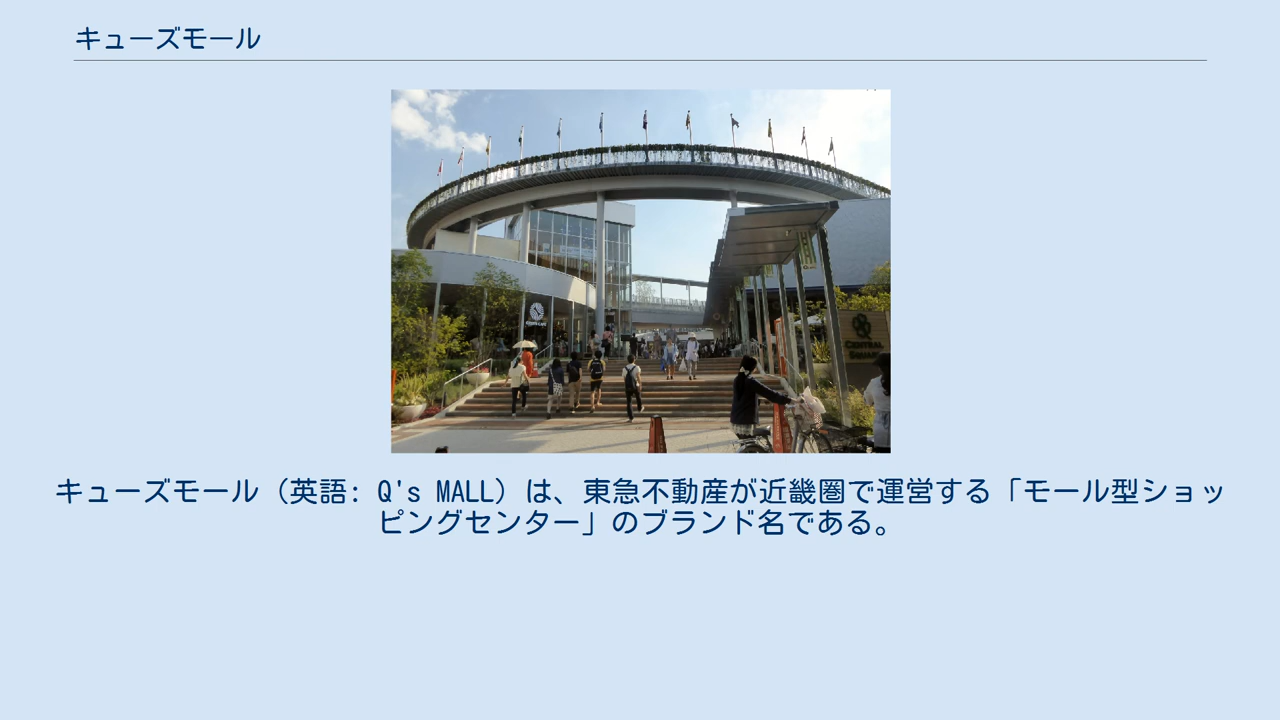 キューズモール
CENTRAL
SQUARE
キューズモール（英語: Q's MALL）は、東急不動産が近畿圏で運営する「モール型ショッ
ピングセンター」のブランド名である。